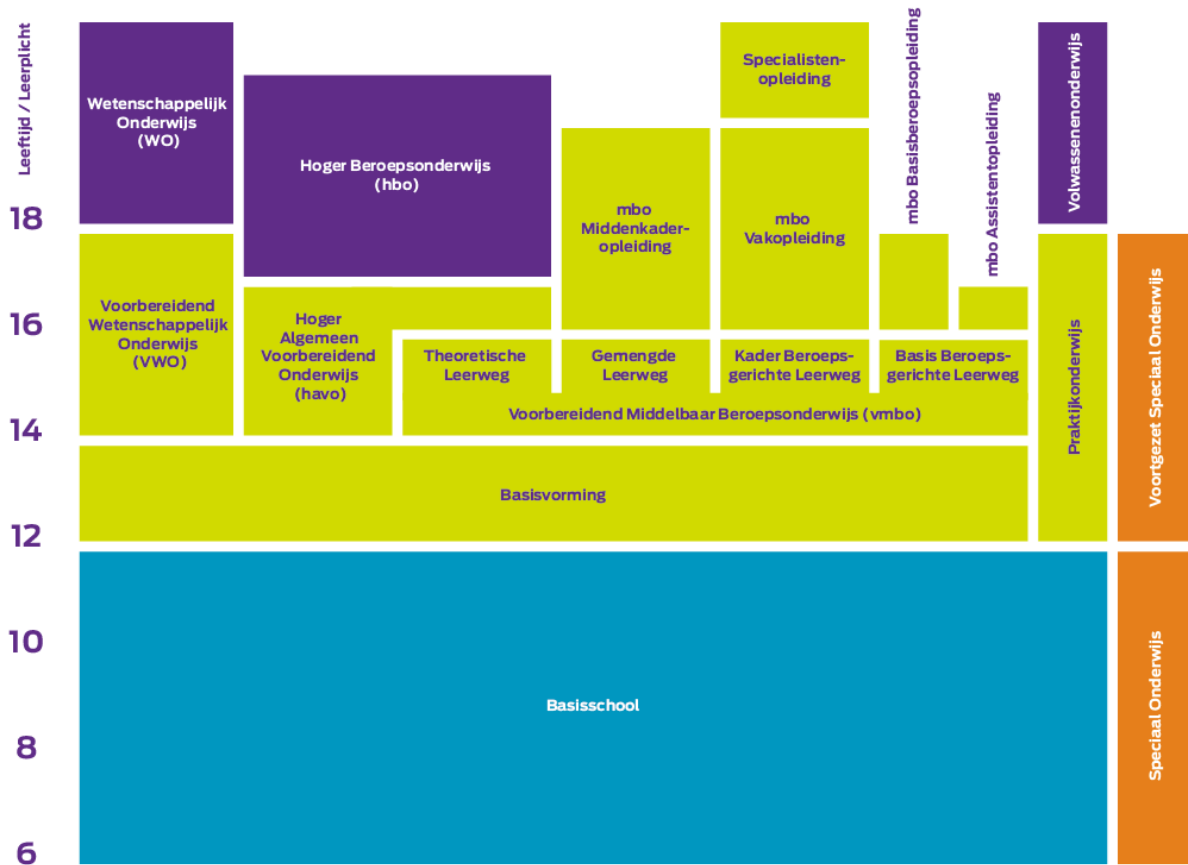 Leeftijd / Leerplicht
18
16
14
12
10
8
6
Wetenschappelijk
Onderwijs
(WO)
Hoger Beroepsonderwijs
(hbo)
Specialisten-
opleiding
mbo
Middenkader-
opleiding
mbo
Vakopleiding
mbo Basisberoepsopleiding
mbo Assistentopleiding
Volwassenenonderwijs
Voorbereidend
Wetenschappelijk
Onderwijs
(VWO)
Hoger
Algemeen
Voorbereidend
Onderwijs
(havo)
Theoretische
Leerweg
Gemengde
Leerweg
Kader Beroeps-
gerichte Leerweg
Basis Beroeps-
gerichte Leerweg
Voorbereidend Middelbaar Beroepsonderwijs (vmbo)
Praktijkonderwijs
Voortgezet Speciaal Onderwijs
Basisvorming
Basisschool
Speciaal Onderwijs